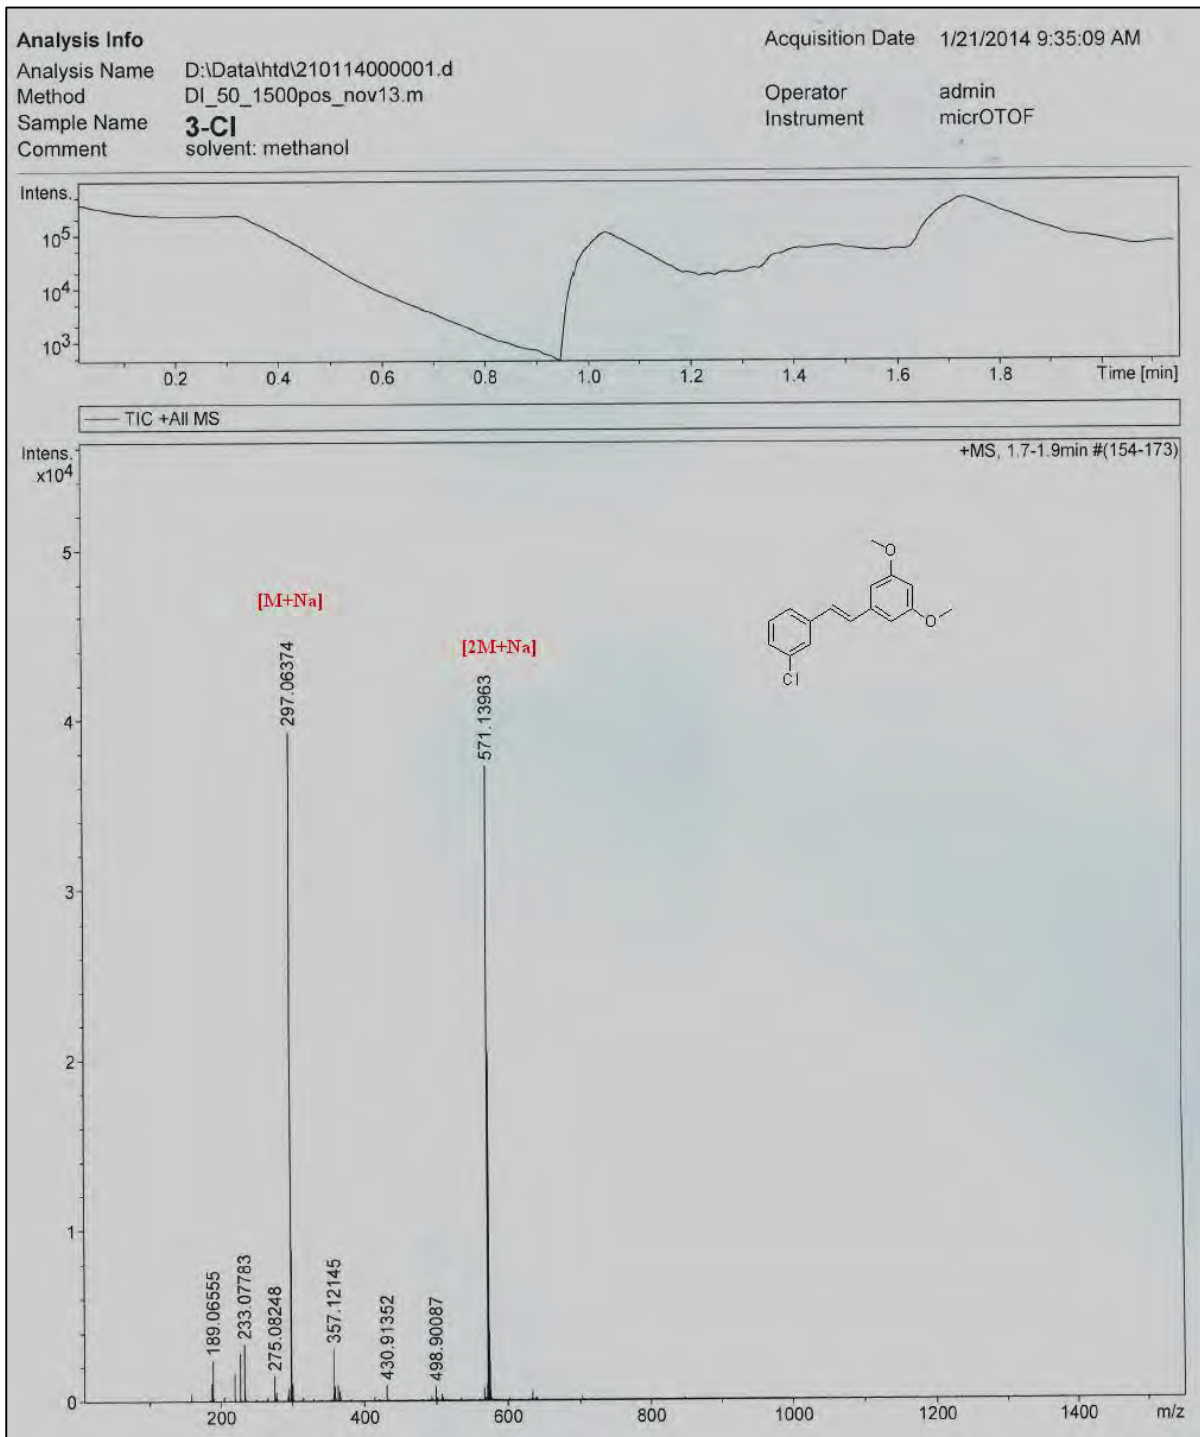 Analysis Info
Acquisition Date 1/21/2014 9:35:09 AM
Analysis Name D:\Data\htd\210114000001.d
Method DI_50_1500pos_nov13.m
Operator admin
Sample Name 3-Cl
Instrument micrOTOF
Comment solvent: methanol
Intens.
10^5
10^4
10^3
0.2 0.4 0.6 0.8 1.0 1.2 1.4 1.6 1.8 Time [min]
TIC +All MS
Intens.
x10^4
+MS, 1.7-1.9min #(154-173)
5
4
3
2
1
0
[M+Na]
[2M+Na]
297.06374
571.13963
O
O
Cl
189.06555
233.07783
275.08248
357.12145
430.91352
498.90087
200 400 600 800 1000 1200 1400 m/z